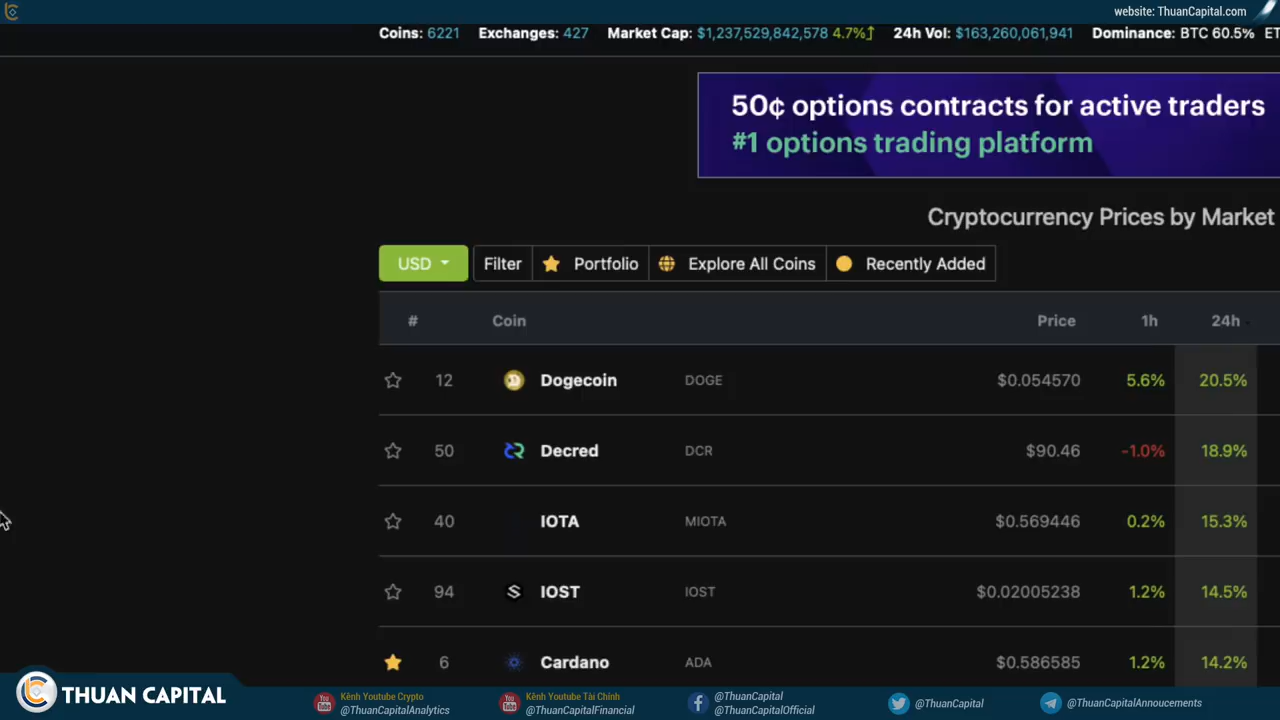 website: ThuanCapital.com
Coins: 6221 Exchanges: 427 Market Cap: $1,237,529,842,578 4.7% 24h Vol: $163,260,061,941 Dominance: BTC 60.5% ET
50¢ options contracts for active traders
#1 options trading platform
Cryptocurrency Prices by Market
USD Filter Portfolio Explore All Coins Recently Added
# Coin Price 1h 24h
12 Dogecoin DOGE $0.054570 5.6% 20.5%
50 Decred DCR $90.46 -1.0% 18.9%
40 IOTA MIOTA $0.569446 0.2% 15.3%
94 IOST IOST $0.02005238 1.2% 14.5%
6 Cardano ADA $0.586585 1.2% 14.2%
THUAN CAPITAL
Kênh Youtube Crypto
@ThuanCapitalAnalytics
Kênh Youtube Tài Chính
@ThuanCapitalFinancial
@ThuanCapital
@ThuanCapitalOfficial
@ThuanCapital
@ThuanCapitalAnnoucements